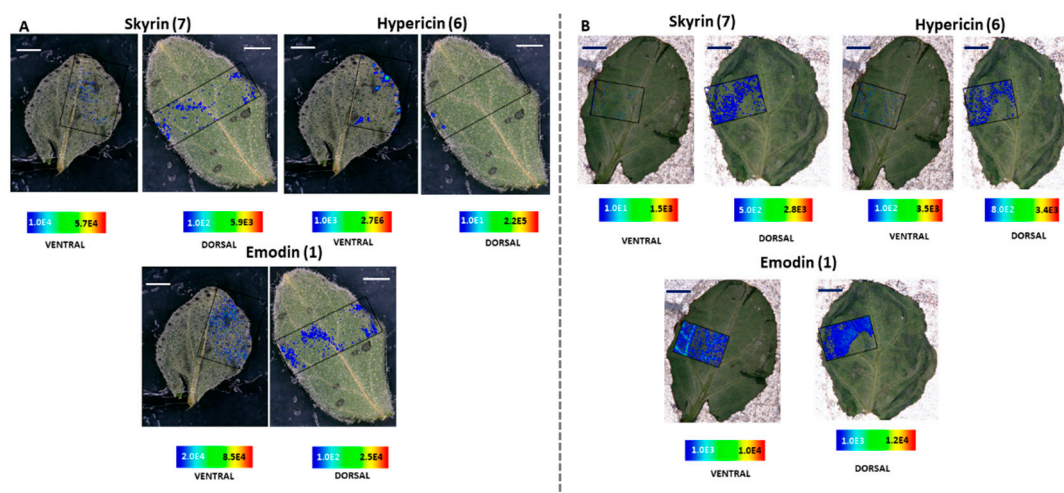 A
Skyrin (7)
Hypericin (6)
1.0E4 5.7E4
VENTRAL
1.0E2 5.9E3
DORSAL
1.0E3 2.7E6
VENTRAL
1.0E1 2.2E5
DORSAL
Emodin (1)
2.0E4 8.5E4
VENTRAL
1.0E2 2.5E4
DORSAL
B
Skyrin (7)
Hypericin (6)
1.0E1 1.5E3
VENTRAL
5.0E2 2.8E3
DORSAL
1.0E2 3.5E3
VENTRAL
8.0E2 3.4E3
DORSAL
Emodin (1)
1.0E3 1.0E4
VENTRAL
1.0E3 1.2E4
DORSAL